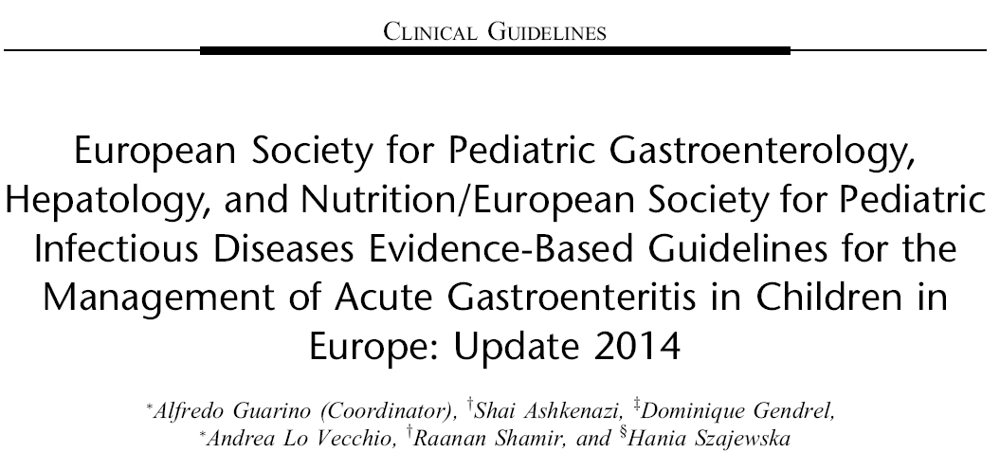 CLINICAL GUIDELINES
European Society for Pediatric Gastroenterology,
Hepatology, and Nutrition/European Society for Pediatric
Infectious Diseases Evidence-Based Guidelines for the
Management of Acute Gastroenteritis in Children in
Europe: Update 2014
*Alfredo Guarino (Coordinator), †Shai Ashkenazi, ‡Dominique Gendrel,
*Andrea Lo Vecchio, †Raanan Shamir, and §Hania Szajewska